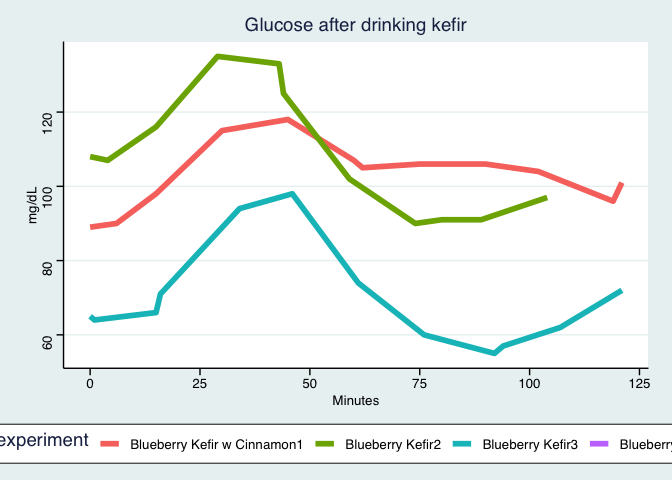 Glucose after drinking kefir
mg/dL
120
100
80
60
0 25 50 75 100 125
Minutes
experiment Blueberry Kefir w Cinnamon1 Blueberry Kefir2 Blueberry Kefir3